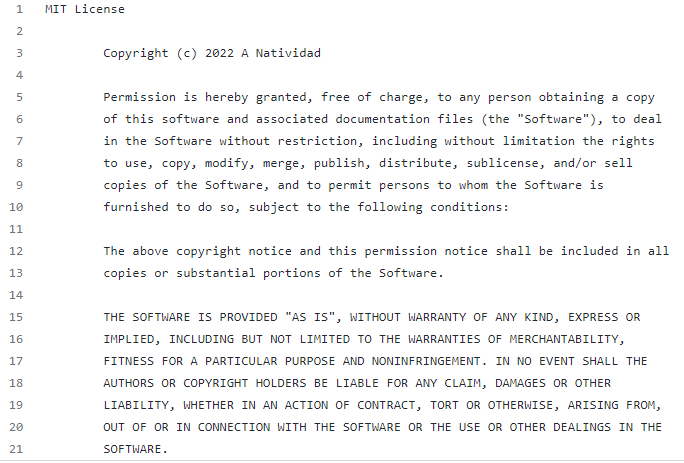 1 MIT License
2
3 Copyright (c) 2022 A Natividad
4
5 Permission is hereby granted, free of charge, to any person obtaining a copy
6 of this software and associated documentation files (the "Software"), to deal
7 in the Software without restriction, including without limitation the rights
8 to use, copy, modify, merge, publish, distribute, sublicense, and/or sell
9 copies of the Software, and to permit persons to whom the Software is
10 furnished to do so, subject to the following conditions:
11
12 The above copyright notice and this permission notice shall be included in all
13 copies or substantial portions of the Software.
14
15 THE SOFTWARE IS PROVIDED "AS IS", WITHOUT WARRANTY OF ANY KIND, EXPRESS OR
16 IMPLIED, INCLUDING BUT NOT LIMITED TO THE WARRANTIES OF MERCHANTABILITY,
17 FITNESS FOR A PARTICULAR PURPOSE AND NONINFRINGEMENT. IN NO EVENT SHALL THE
18 AUTHORS OR COPYRIGHT HOLDERS BE LIABLE FOR ANY CLAIM, DAMAGES OR OTHER
19 LIABILITY, WHETHER IN AN ACTION OF CONTRACT, TORT OR OTHERWISE, ARISING FROM,
20 OUT OF OR IN CONNECTION WITH THE SOFTWARE OR THE USE OR OTHER DEALINGS IN THE
21 SOFTWARE.